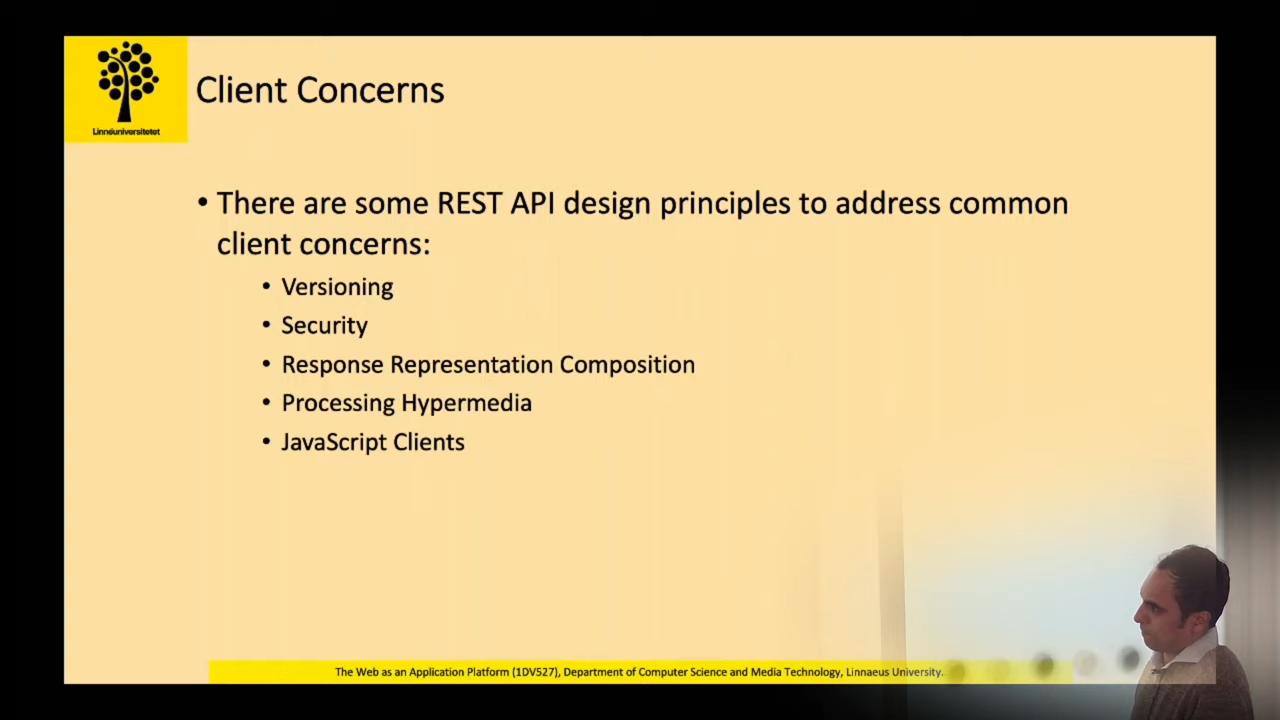 Linnéuniversitetet
Client Concerns
• There are some REST API design principles to address common
client concerns:
• Versioning
• Security
• Response Representation Composition
• Processing Hypermedia
• JavaScript Clients
The Web as an Application Platform (1DV527), Department of Computer Science and Media Technology, Linnaeus University.